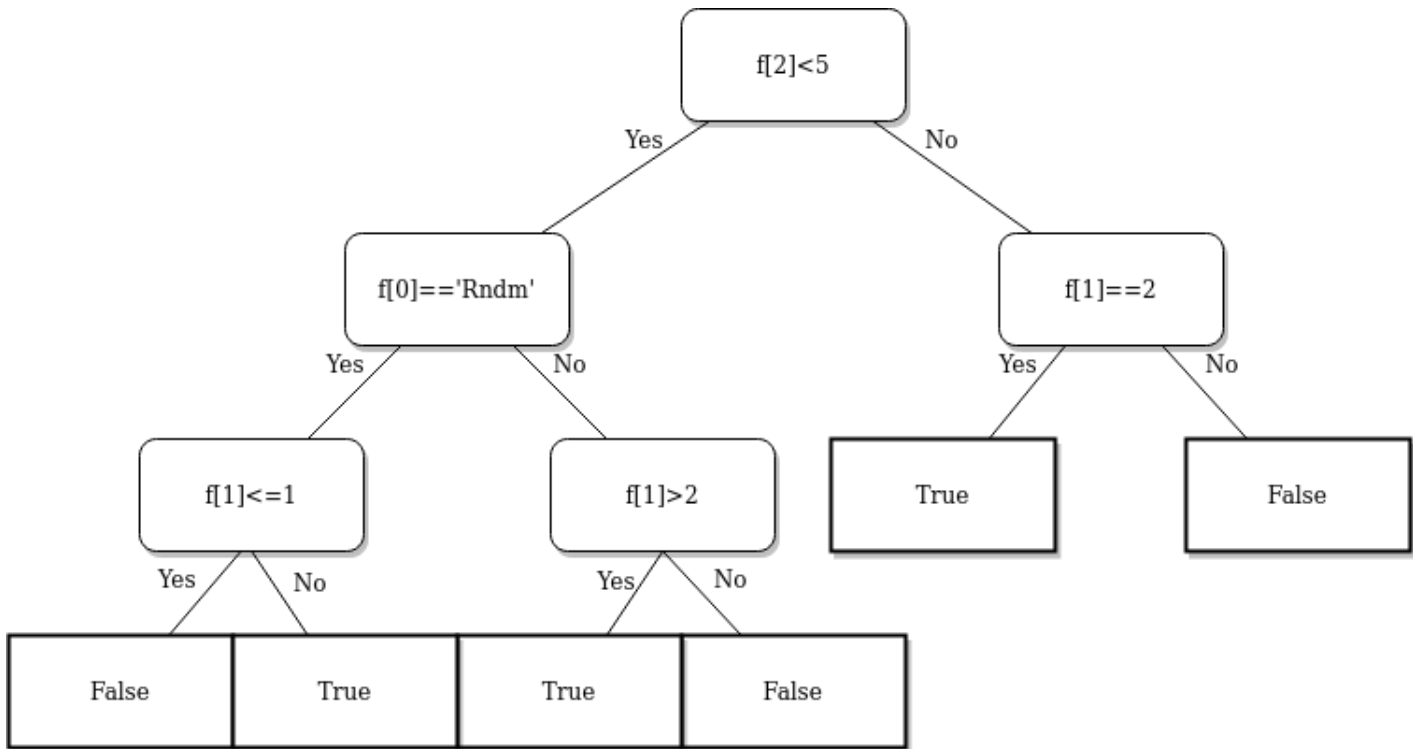 f[2]<5
Yes
No
f[0]=='Rndm'
f[1]==2
Yes
No
Yes
No
f[1]<=1
f[1]>2
True
False
Yes
No
Yes
No
False
True
True
False